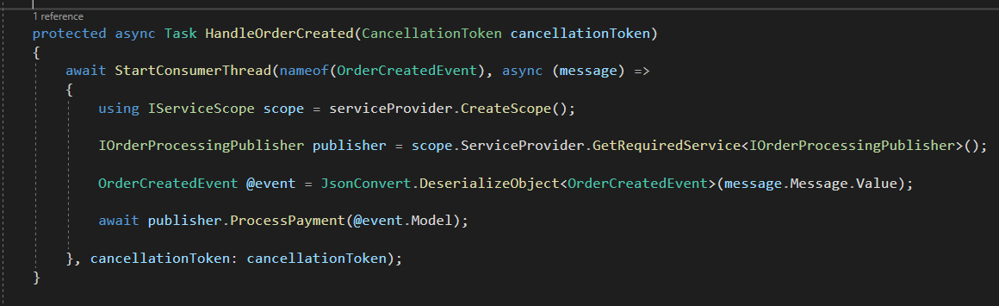 1 reference
protected async Task HandleOrderCreated(CancellationToken cancellationToken)
{
await StartConsumerThread(nameof(OrderCreatedEvent), async (message) =>
{
using IServiceScope scope = serviceProvider.CreateScope();
IOrderProcessingPublisher publisher = scope.ServiceProvider.GetRequiredService<IOrderProcessingPublisher>();
OrderCreatedEvent @event = JsonConvert.DeserializeObject<OrderCreatedEvent>(message.Message.Value);
await publisher.ProcessPayment(@event.Model);
}, cancellationToken: cancellationToken);
}